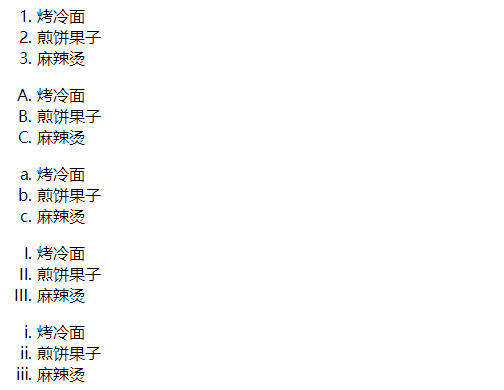 1. 烤冷面
2. 煎饼果子
3. 麻辣烫
A. 烤冷面
B. 煎饼果子
C. 麻辣烫
a. 烤冷面
b. 煎饼果子
c. 麻辣烫
I. 烤冷面
II. 煎饼果子
III. 麻辣烫
i. 烤冷面
ii. 煎饼果子
iii. 麻辣烫